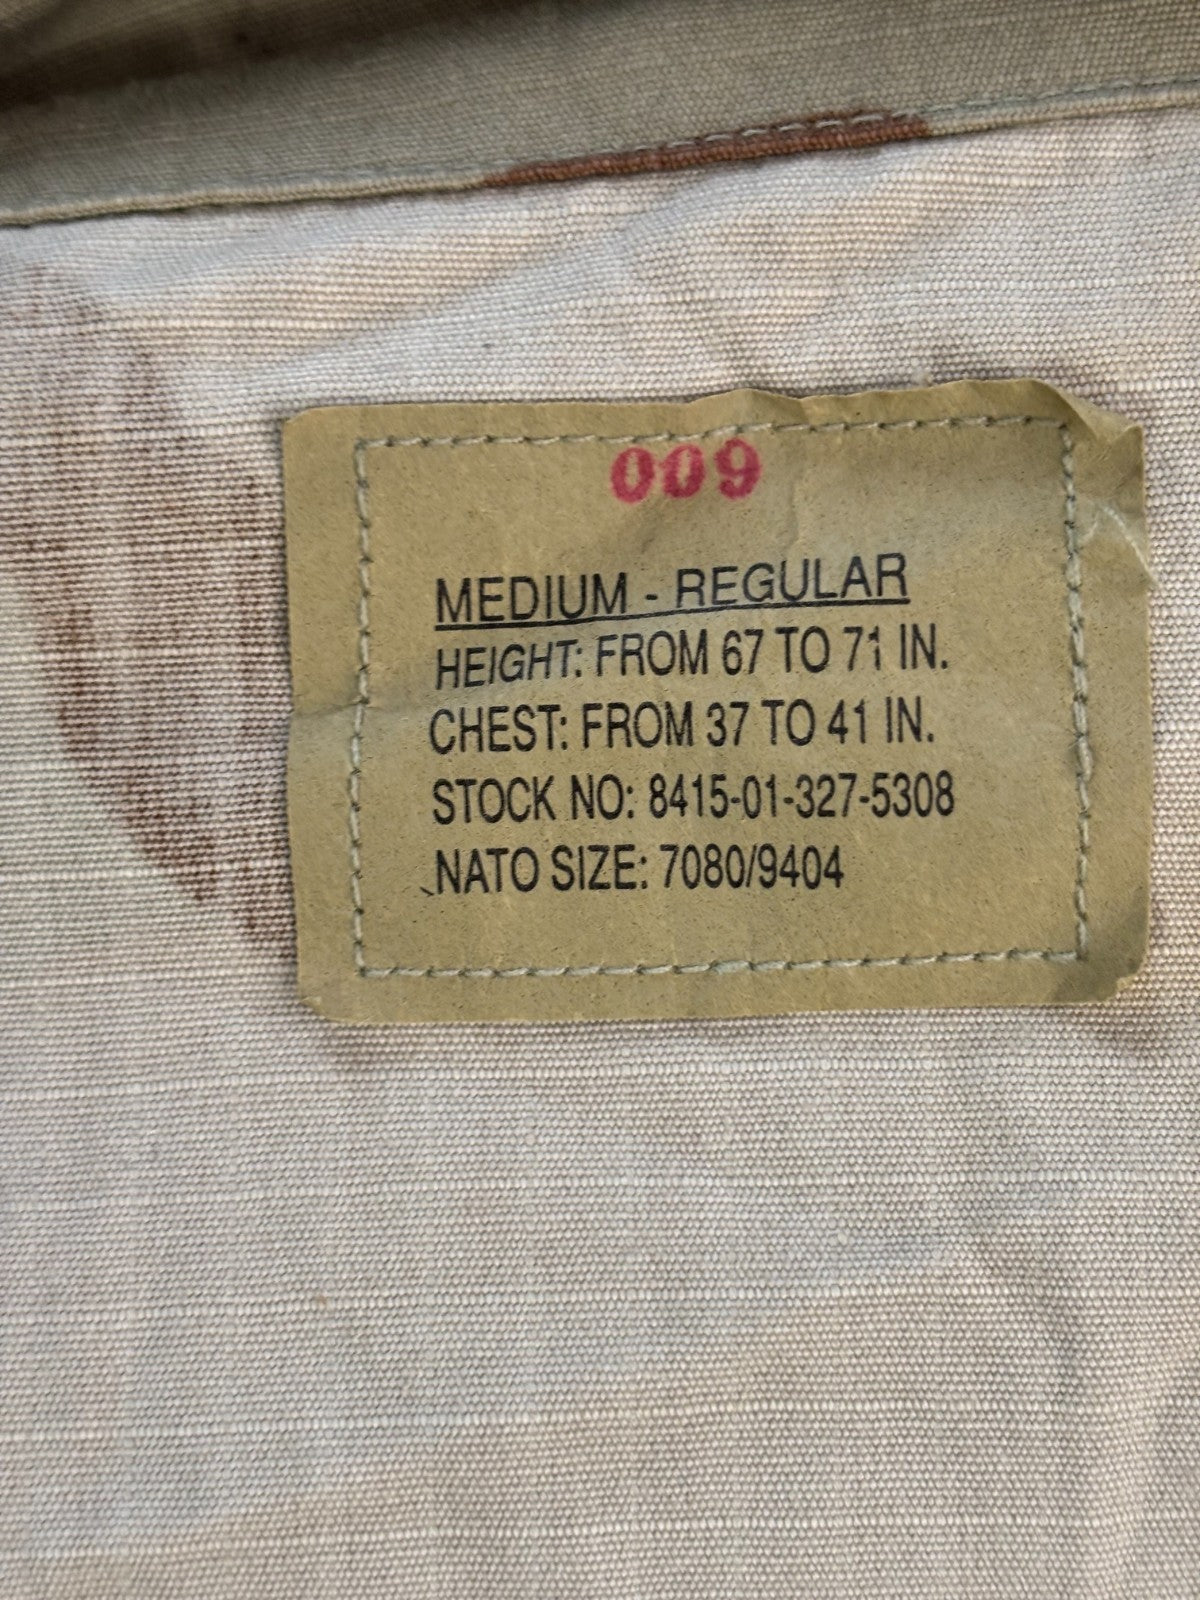 009
MEDIUM - REGULAR
HEIGHT: FROM 67 TO 71 IN.
CHEST: FROM 37 TO 41 IN.
STOCK NO: 8415-01-327-5308
NATO SIZE: 7080/9404